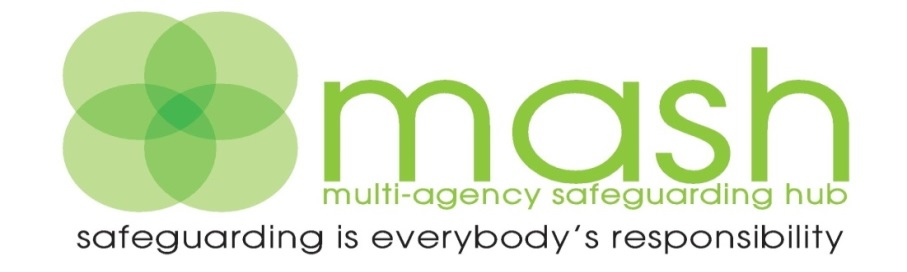 mash
multi-agency safeguarding hub
safeguarding is everybody's responsibility